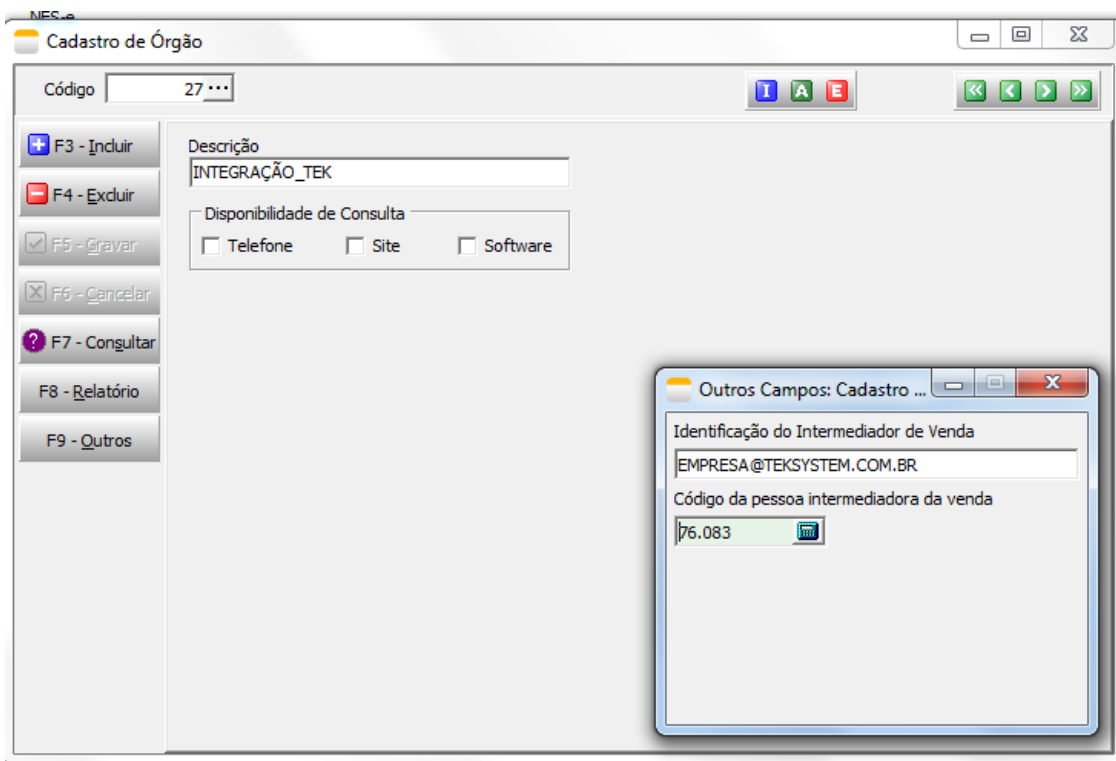 NFS-e
Cadastro de Órgão
Código 27 ...
I A E
F3 - Incluir
Descrição
INTEGRAÇÃO_TEK
F4 - Excluir
Disponibilidade de Consulta
F5 - Gravar
Telefone Site Software
F6 - Cancelar
F7 - Consultar
F8 - Relatório
F9 - Outros
Outros Campos: Cadastro ...
Identificação do Intermediador de Venda
EMPRESA@TEKSYSTEM.COM.BR
Código da pessoa intermediadora da venda
76.083